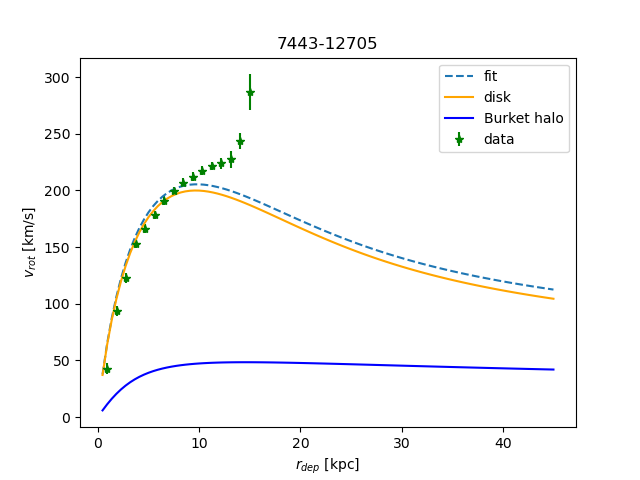 7443-12705
300
250
200
150
100
50
0
v_rot [km/s]
fit
disk
Burket halo
data
0 10 20 30 40
r_dep [kpc]